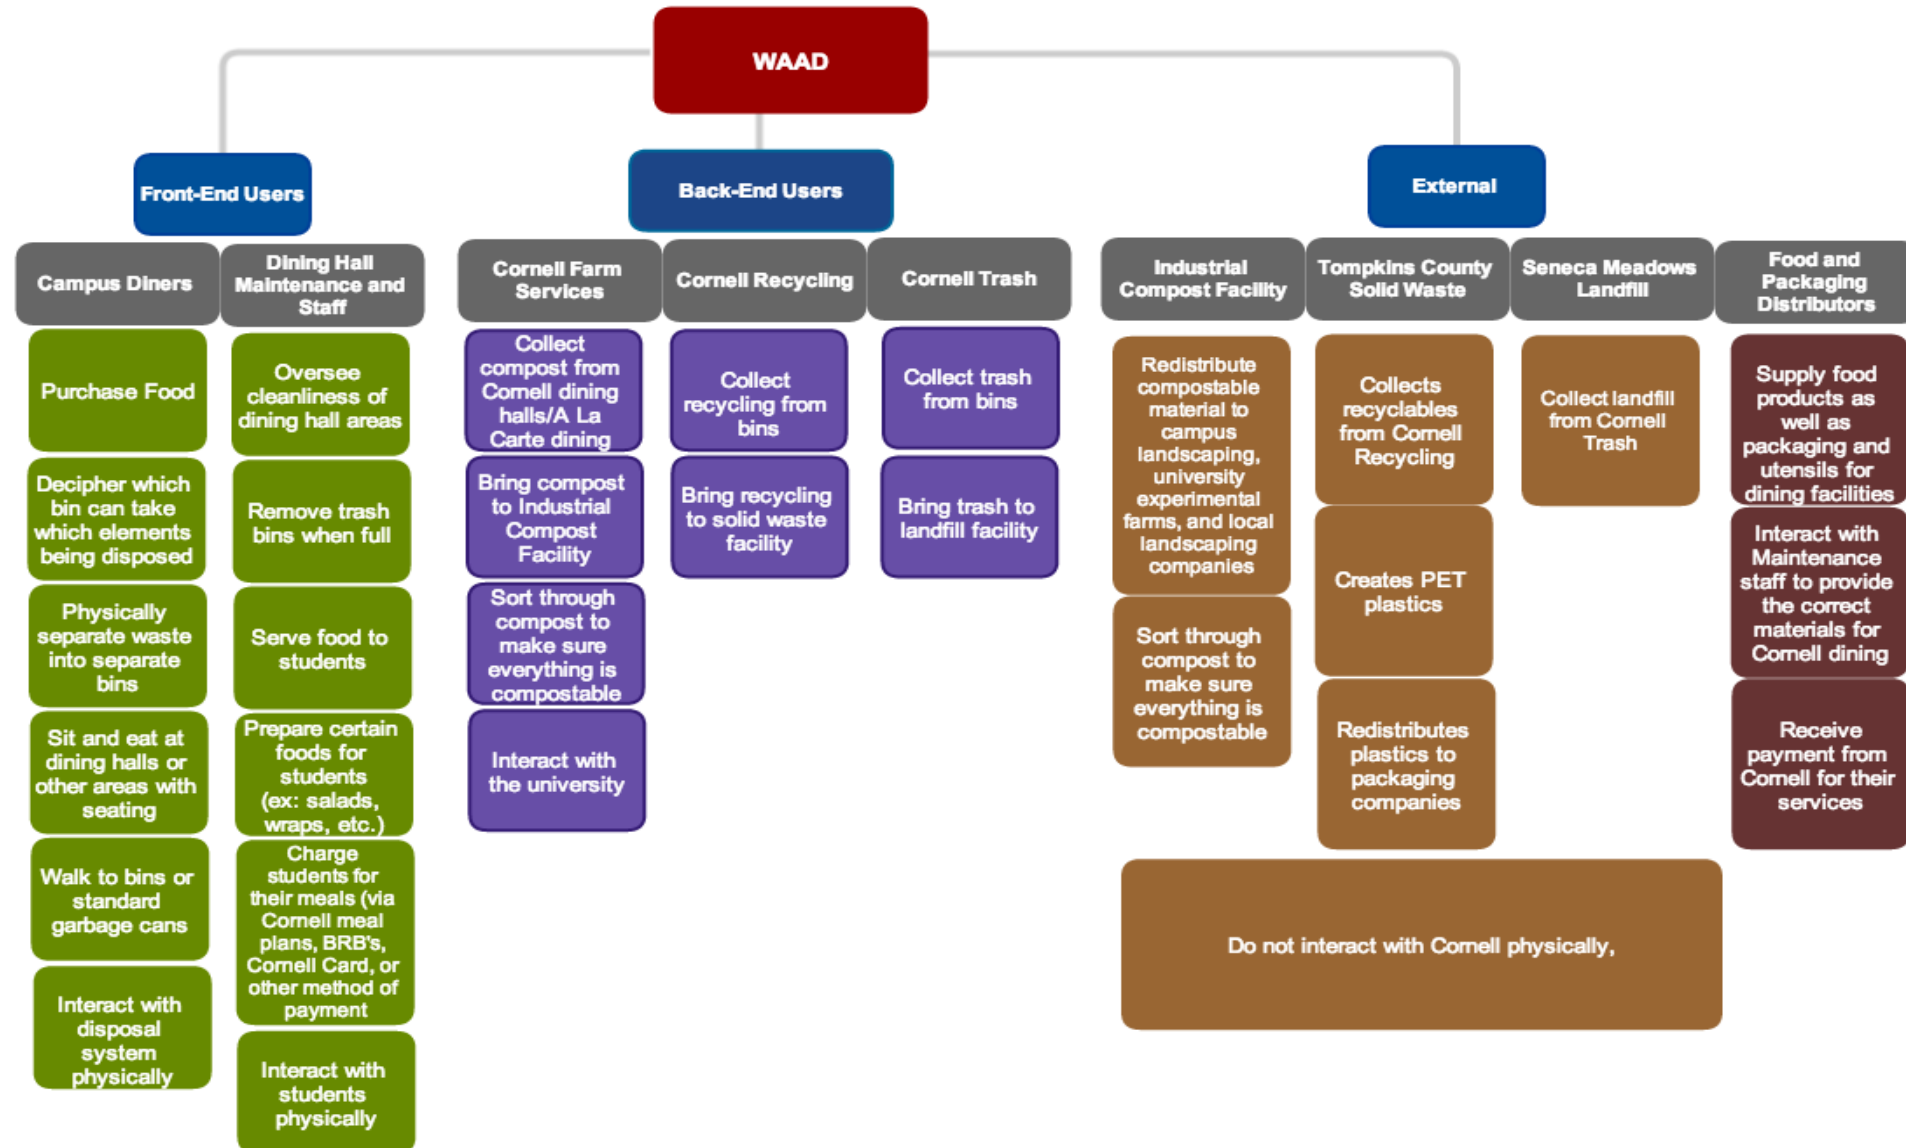 WAAD
Front-End Users
Back-End Users
External
Campus Diners
Dining Hall
Maintenance and
Staff
Cornell Farm
Services
Cornell Recycling
Cornell Trash
Industrial
Compost Facility
Tompkins County
Solid Waste
Seneca Meadows
Landfill
Food and
Packaging
Distributors
Purchase Food
Decipher which
bin can take
which elements
being disposed
Physically
separate waste
into separate
bins
Sit and eat at
dining halls or
other areas with
seating
Walk to bins or
standard
garbage cans
Interact with
disposal
system
physically
Oversee
cleanliness of
dining hall areas
Remove trash
bins when full
Serve food to
students
Prepare certain
foods for
students
(ex: salads,
wraps, etc.)
Charge
students for
their meals (via
Cornell meal
plans, BRB's,
Cornell Card, or
other method of
payment
Interact with
students
physically
Collect
compost from
Cornell dining
halls/A La
Carte dining
Bring compost
to Industrial
Compost
Facility
Sort through
compost to
make sure
everything is
compostable
Interact with
the university
Collect
recycling from
bins
Bring recycling
to solid waste
facility
Collect trash
from bins
Bring trash to
landfill facility
Redistribute
compostable
material to
campus
landscaping,
university
experimental
farms, and local
landscaping
companies
Sort through
compost to
make sure
everything is
compostable
Collects
recyclables
from Cornell
Recycling
Creates PET
plastics
Redistributes
plastics to
packaging
companies
Collect landfill
from Cornell
Trash
Do not interact with Cornell physically,
Supply food
products as
well as
packaging and
utensils for
dining facilities
Interact with
Maintenance
staff to provide
the correct
materials for
Cornell dining
Receive
payment from
Cornell for their
services